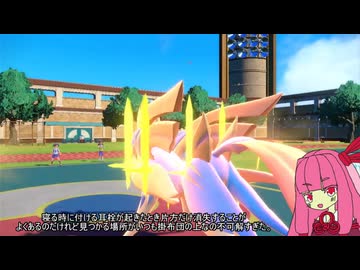 寝る時に付ける耳栓が起きたとき片方だけ消失することが
よくあるのだけれど見つかる場所がいつも掛布団の上なの不可解すぎた。